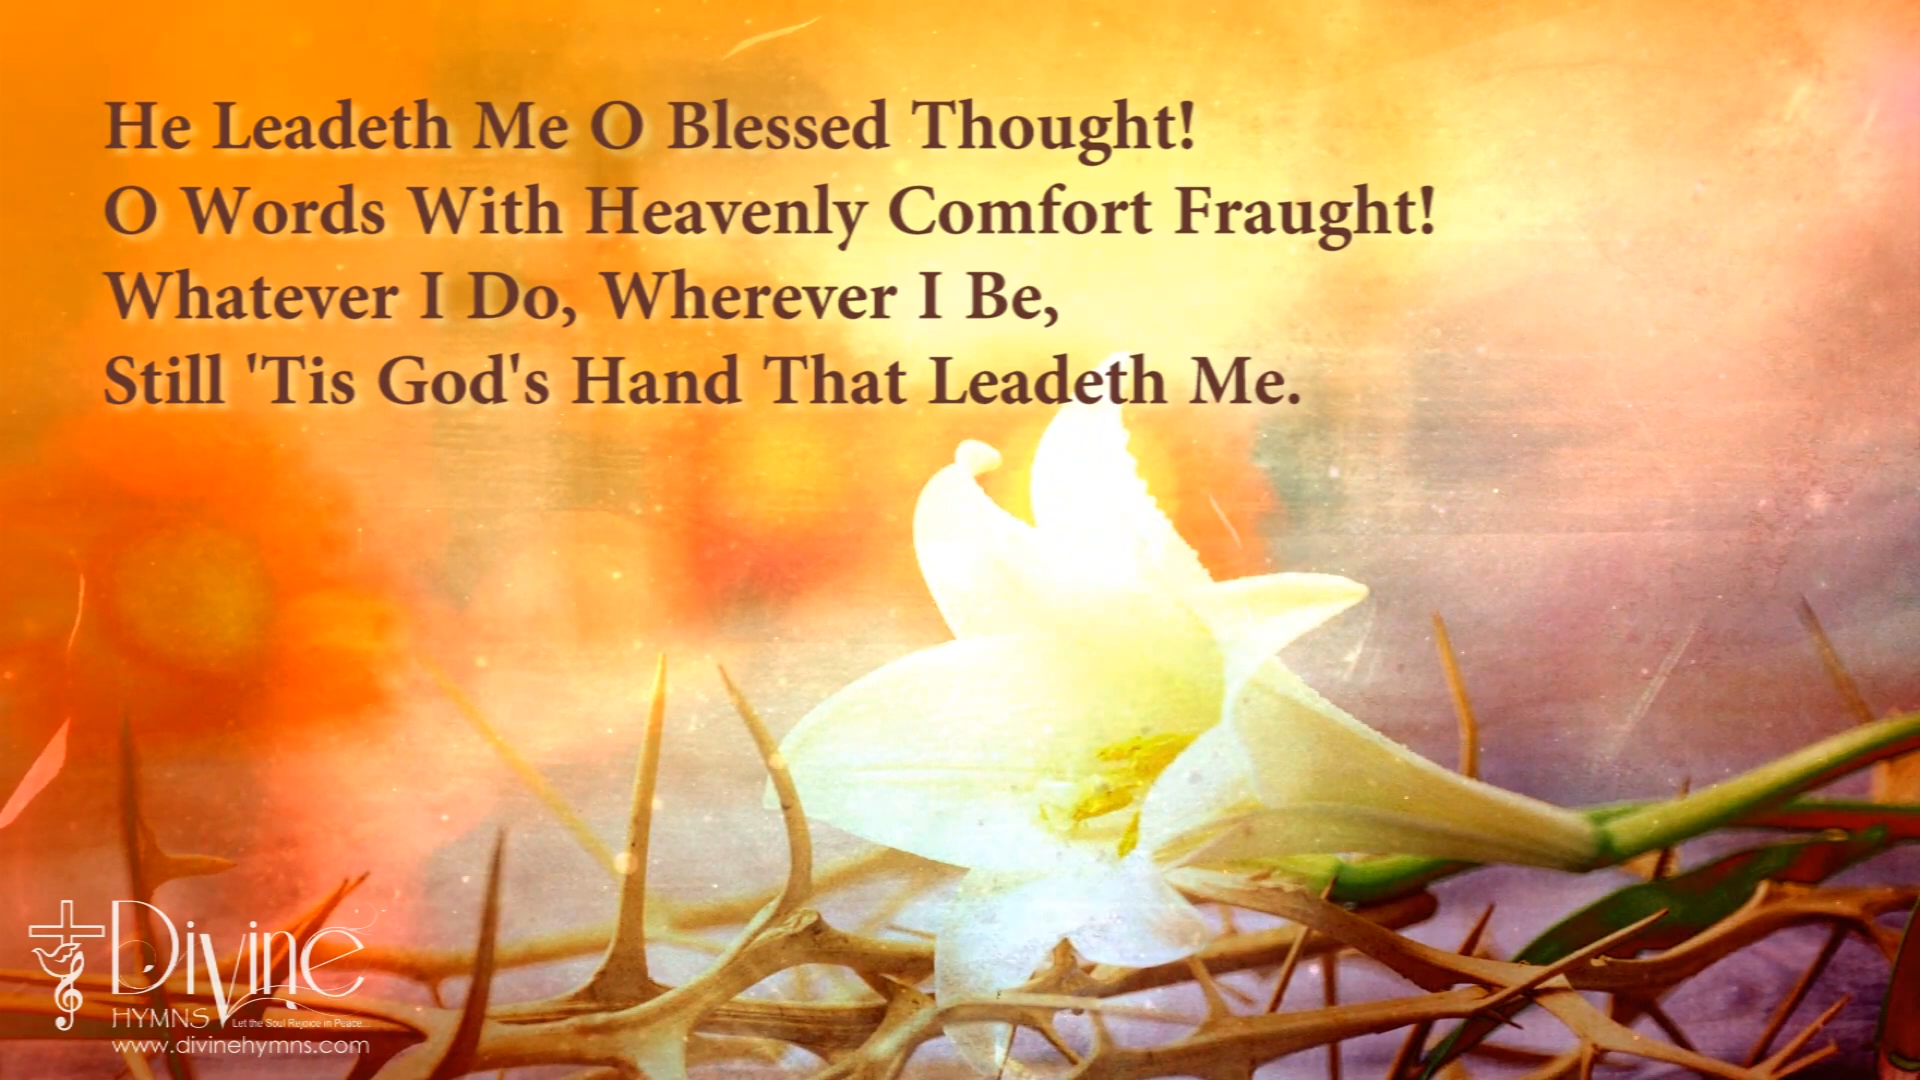 He Leadeth Me O Blessed Thought!
O Words With Heavenly Comfort Fraught!
Whatever I Do, Wherever I Be,
Still 'Tis God's Hand That Leadeth Me.
Divine
HYMNS Let the Soul Rejoice in Peace...
www.divinehymns.com